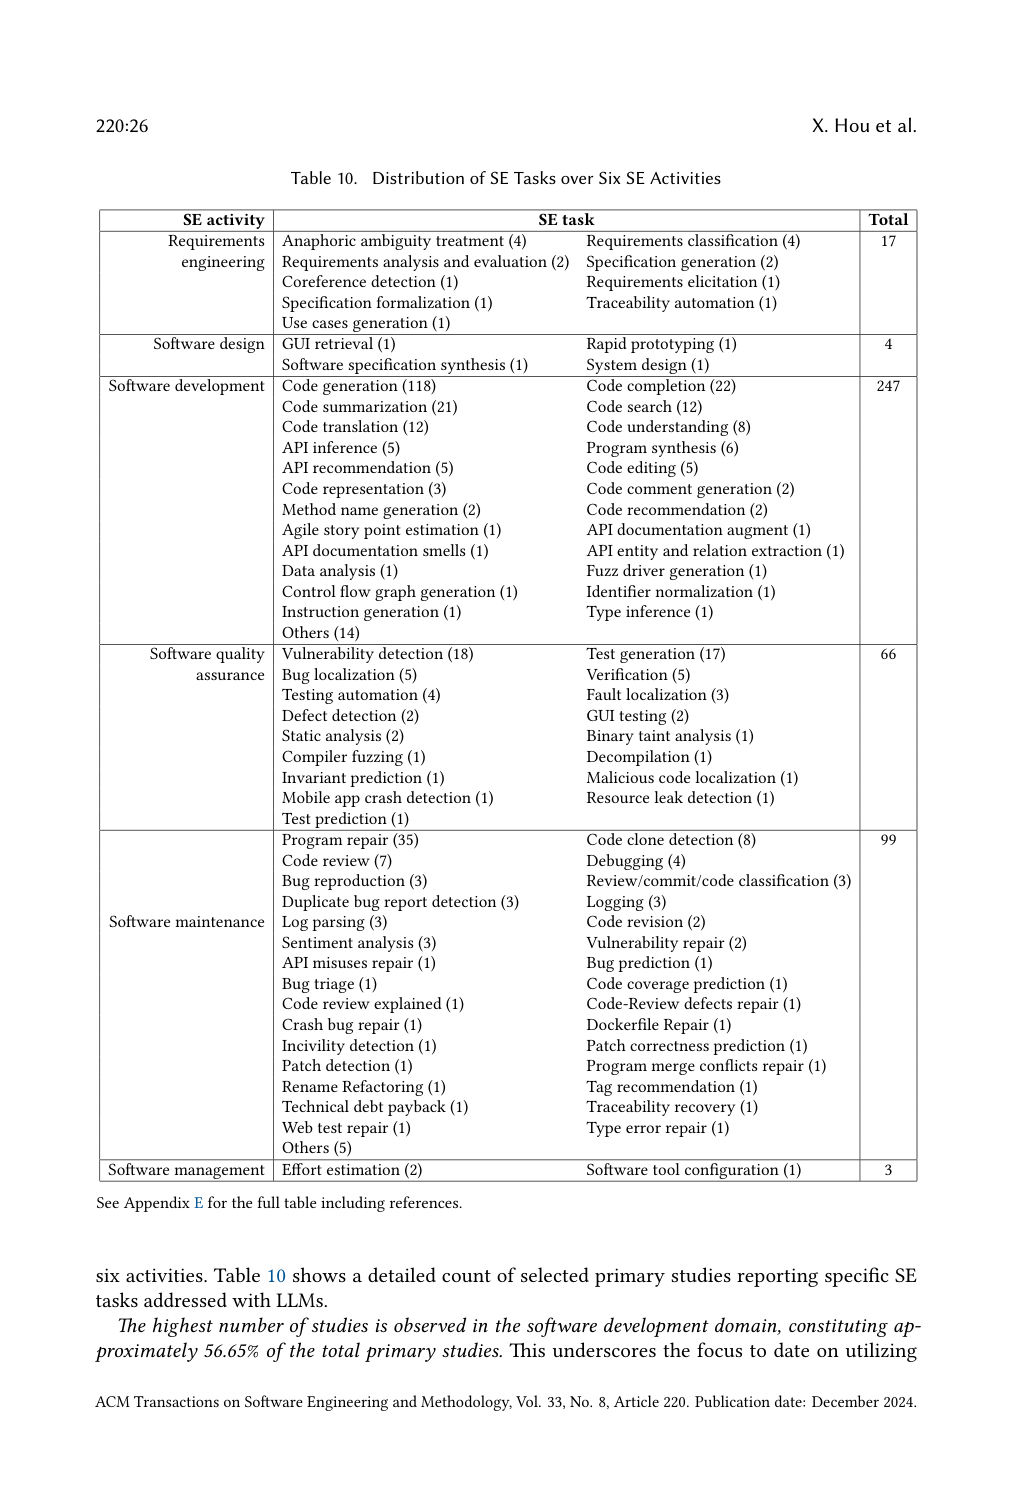 220:26 X. Hou et al.
Table 10. Distribution of SE Tasks over Six SE Activities
SE activity SE task Total
Requirements Anaphoric ambiguity treatment (4) Requirements classification (4) 17
engineering Requirements analysis and evaluation (2) Specification generation (2)
Coreference detection (1) Requirements elicitation (1)
Specification formalization (1) Traceability automation (1)
Use cases generation (1)
Software design GUI retrieval (1) Rapid prototyping (1) 4
Software specification synthesis (1) System design (1)
Software development Code generation (118) Code completion (22) 247
Code summarization (21) Code search (12)
Code translation (12) Code understanding (8)
API inference (5) Program synthesis (6)
API recommendation (5) Code editing (5)
Code representation (3) Code comment generation (2)
Method name generation (2) Code recommendation (2)
Agile story point estimation (1) API documentation augment (1)
API documentation smells (1) API entity and relation extraction (1)
Data analysis (1) Fuzz driver generation (1)
Control flow graph generation (1) Identifier normalization (1)
Instruction generation (1) Type inference (1)
Others (14)
Software quality Vulnerability detection (18) Test generation (17) 66
assurance Bug localization (5) Verification (5)
Testing automation (4) Fault localization (3)
Defect detection (2) GUI testing (2)
Static analysis (2) Binary taint analysis (1)
Compiler fuzzing (1) Decompilation (1)
Invariant prediction (1) Malicious code localization (1)
Mobile app crash detection (1) Resource leak detection (1)
Test prediction (1)
Program repair (35) Code clone detection (8) 99
Code review (7) Debugging (4)
Bug reproduction (3) Review/commit/code classification (3)
Duplicate bug report detection (3) Logging (3)
Software maintenance Log parsing (3) Code revision (2)
Sentiment analysis (3) Vulnerability repair (2)
API misuses repair (1) Bug prediction (1)
Bug triage (1) Code coverage prediction (1)
Code review explained (1) Code-Review defects repair (1)
Crash bug repair (1) Dockerfile Repair (1)
Incivility detection (1) Patch correctness prediction (1)
Patch detection (1) Program merge conflicts repair (1)
Rename Refactoring (1) Tag recommendation (1)
Technical debt payback (1) Traceability recovery (1)
Web test repair (1) Type error repair (1)
Others (5)
Software management Effort estimation (2) Software tool configuration (1) 3
See Appendix E for the full table including references.
six activities. Table 10 shows a detailed count of selected primary studies reporting specific SE
tasks addressed with LLMs.
The highest number of studies is observed in the software development domain, constituting ap-
proximately 56.65% of the total primary studies. This underscores the focus to date on utilizing
ACM Transactions on Software Engineering and Methodology, Vol. 33, No. 8, Article 220. Publication date: December 2024.